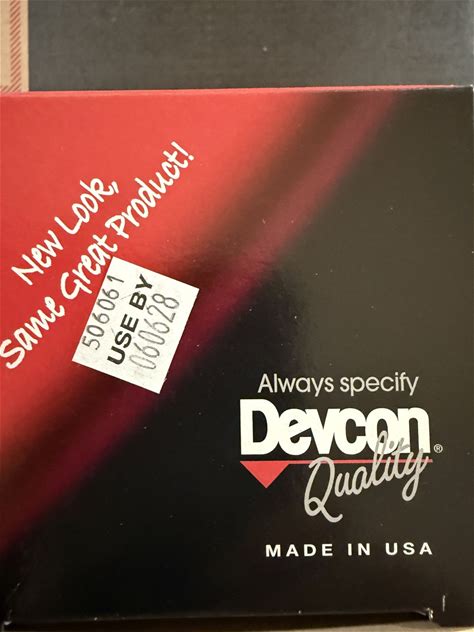 New Look,
Same Great Product!
506061
USE BY
060628
Always specify
Devcon®
Quality
MADE IN USA